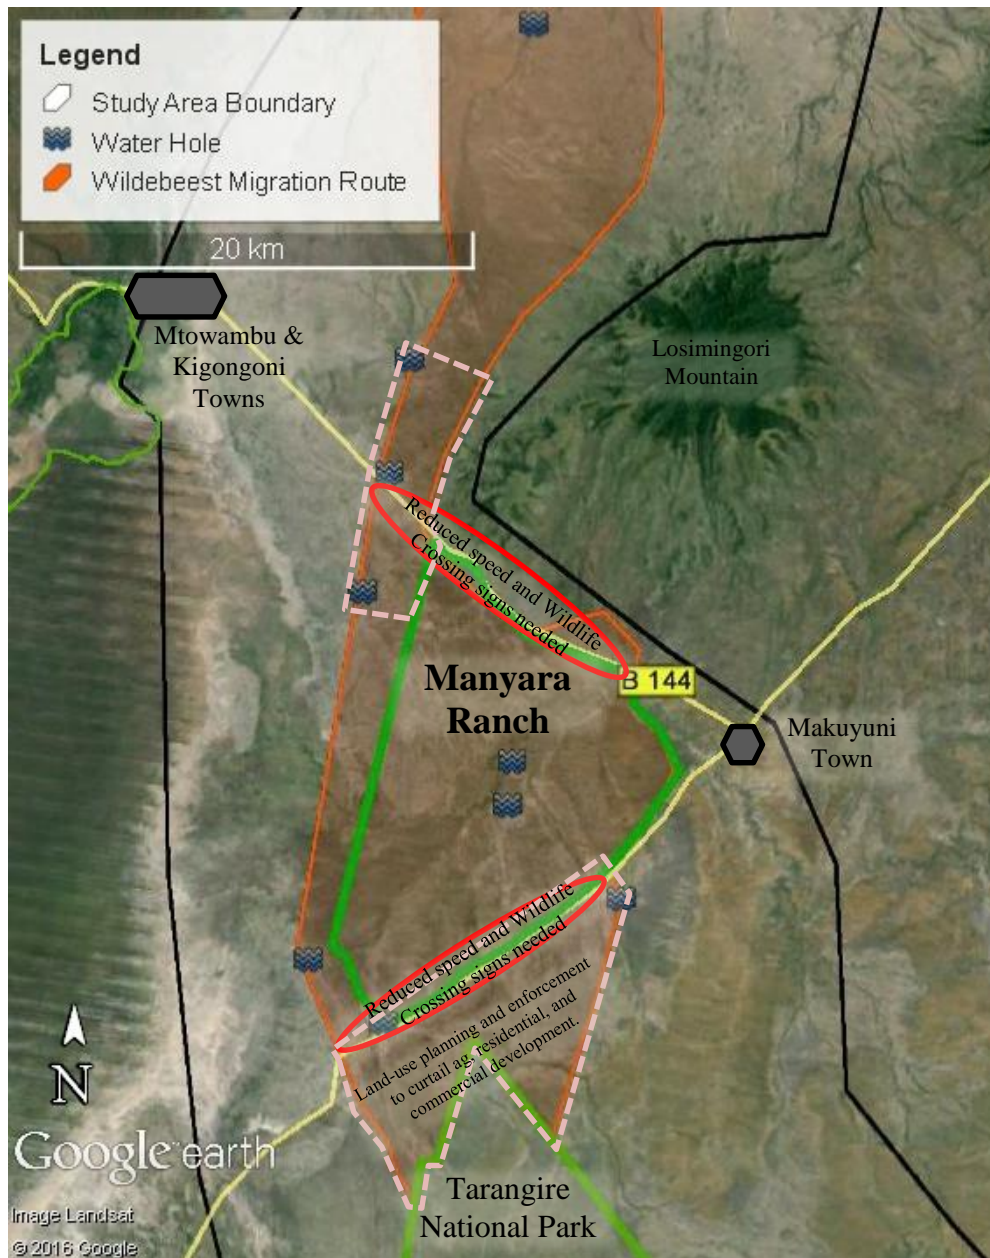 Legend
Study Area Boundary
Water Hole
Wildebeest Migration Route
20 km
Mtowambu &
Kigongoni
Towns
Losimingori
Mountain
Reduced speed and Wildlife
Crossing signs needed
B 144
Manyara
Ranch
Makuyuni
Town
Reduced speed and Wildlife
Crossing signs needed
Land-use planning and enforcement
to curtail ag, residential, and
commercial development.
N
Google earth
Tarangire
National Park
Image Landsat
© 2016 Google